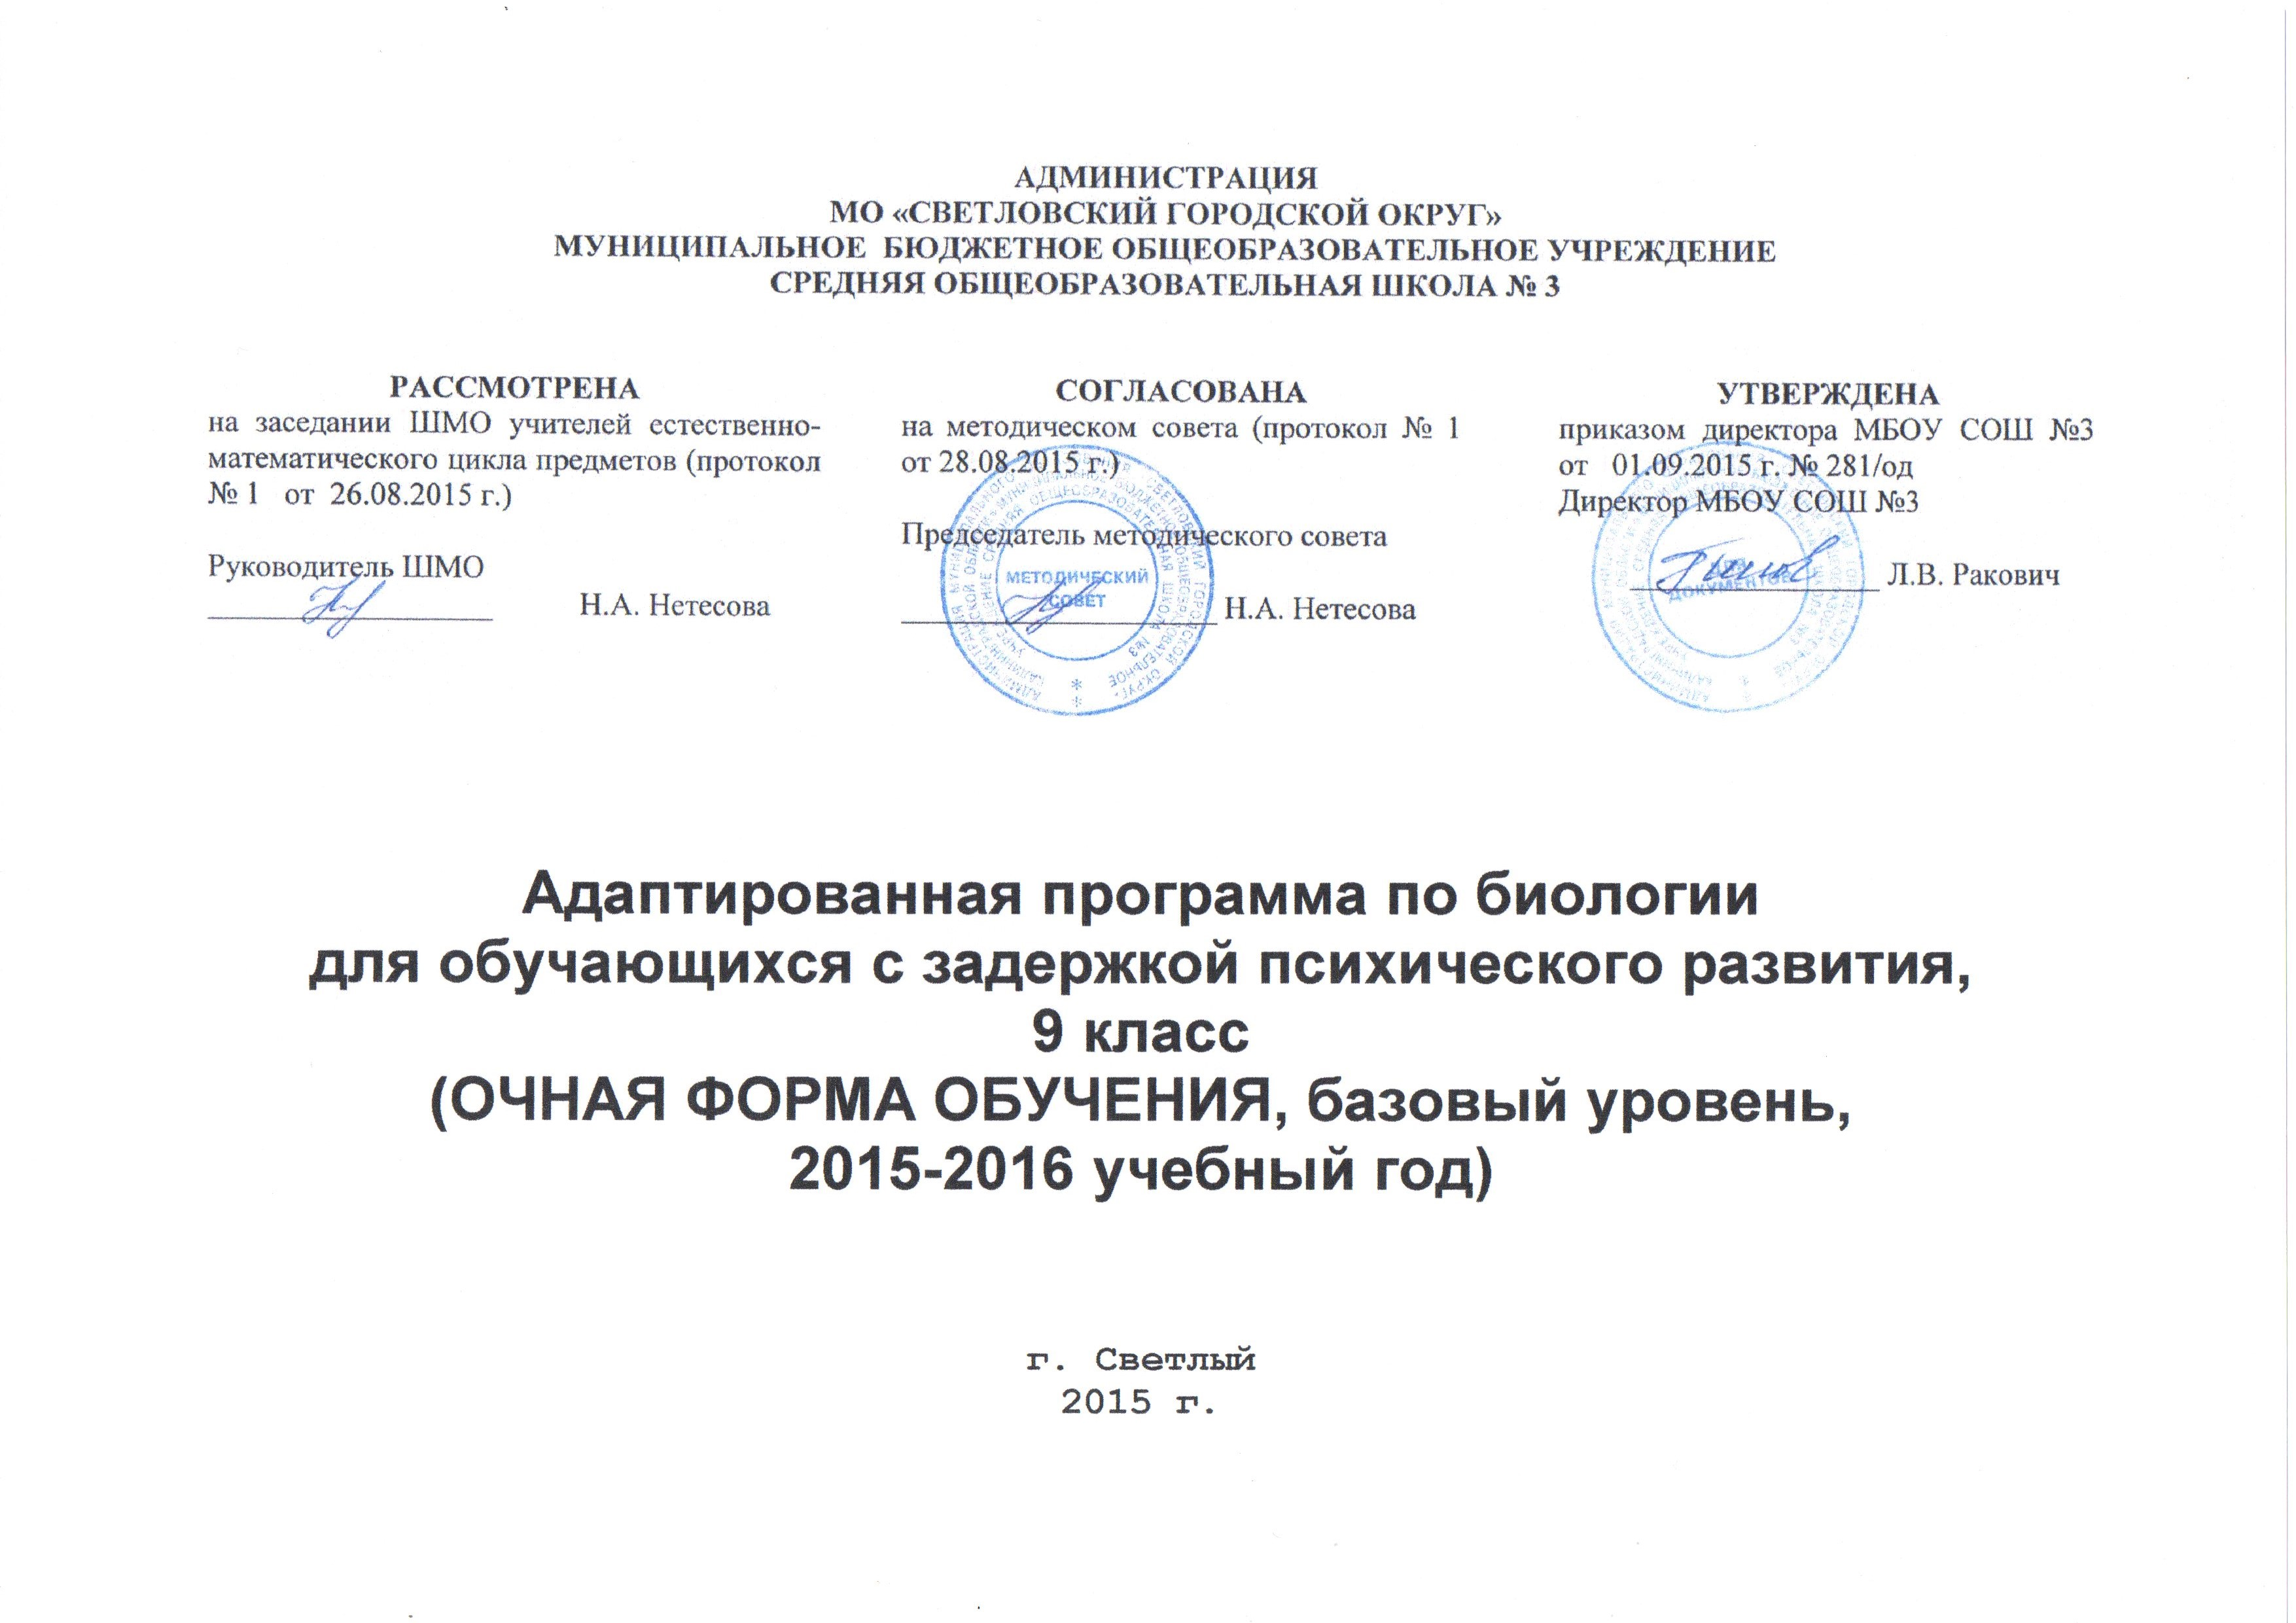 АДМИНИСТРАЦИЯ
МО «СВЕТЛОВСКИЙ ГОРОДСКОЙ ОКРУГ»
МУНИЦИПАЛЬНОЕ БЮДЖЕТНОЕ ОБЩЕОБРАЗОВАТЕЛЬНОЕ УЧРЕЖДЕНИЕ
СРЕДНЯЯ ОБЩЕОБРАЗОВАТЕЛЬНАЯ ШКОЛА № 3
РАССМОТРЕНА
на заседании ШМО учителей естественно-
математического цикла предметов (протокол
№ 1 от 26.08.2015 г.)
Руководитель ШМО
Н.А. Нетесова
СОГЛАСОВАНА
на методическом совета (протокол № 1
от 28.08.2015 г.)
Председатель методического совета
Н.А. Нетесова
МЕТОДИЧЕСКИЙ
СОВЕТ
УТВЕРЖДЕНА
приказом директора МБОУ СОШ №3
от 01.09.2015 г. № 281/од
Директор МБОУ СОШ №3
Л.В. Ракович
ДЛЯ
ДОКУМЕНТОВ
Адаптированная программа по биологии
для обучающихся с задержкой психического развития,
9 класс
(ОЧНАЯ ФОРМА ОБУЧЕНИЯ, базовый уровень,
2015-2016 учебный год)
г. Светлый
2015 г.